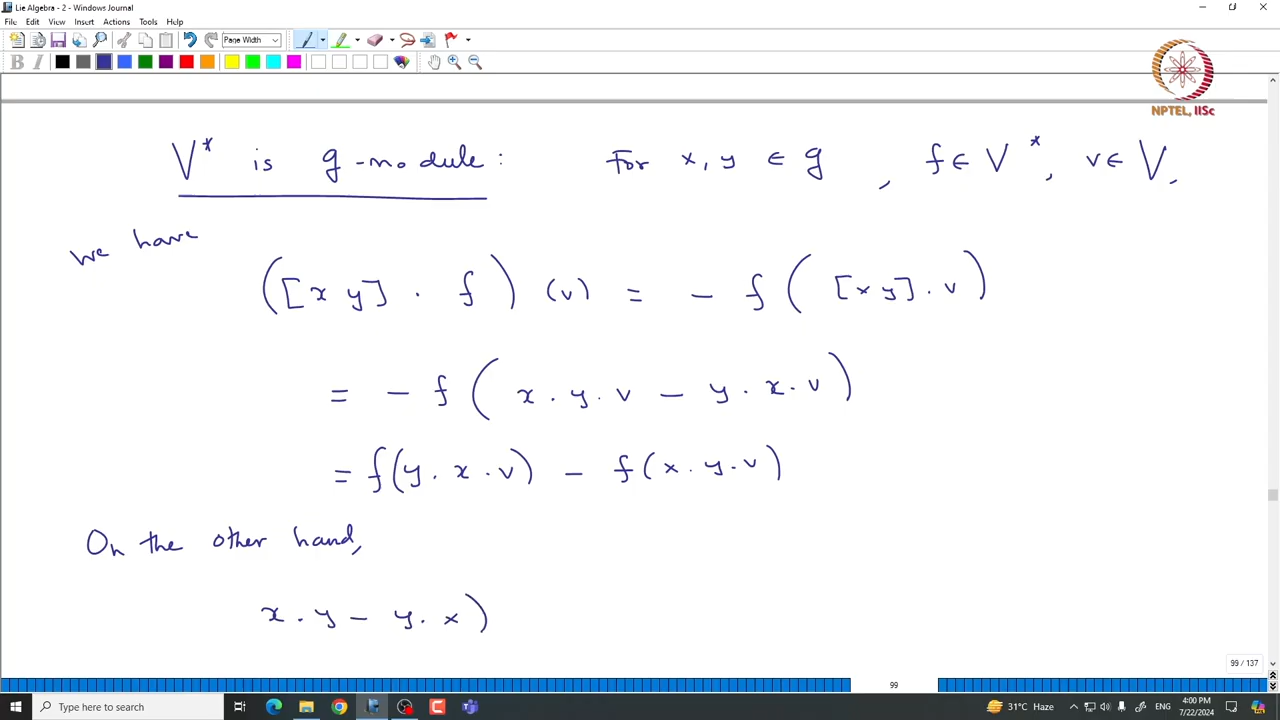 Lie Algebra - 2 - Windows Journal
File Edit View Insert Actions Tools Help
Page Width
B I
NPTEL, IISc
V* is g-module: For x, y ∈ g, f ∈ V*, v ∈ V,
we have
([x y] . f) (v) = - f ([x y] . v)
= - f (x . y . v - y . x . v)
= f(y . x . v) - f(x . y . v)
On the other hand,
x . y - y . x)
99 / 137
99
Type here to search
31°C Haze
ENG
4:00 PM
7/22/2024